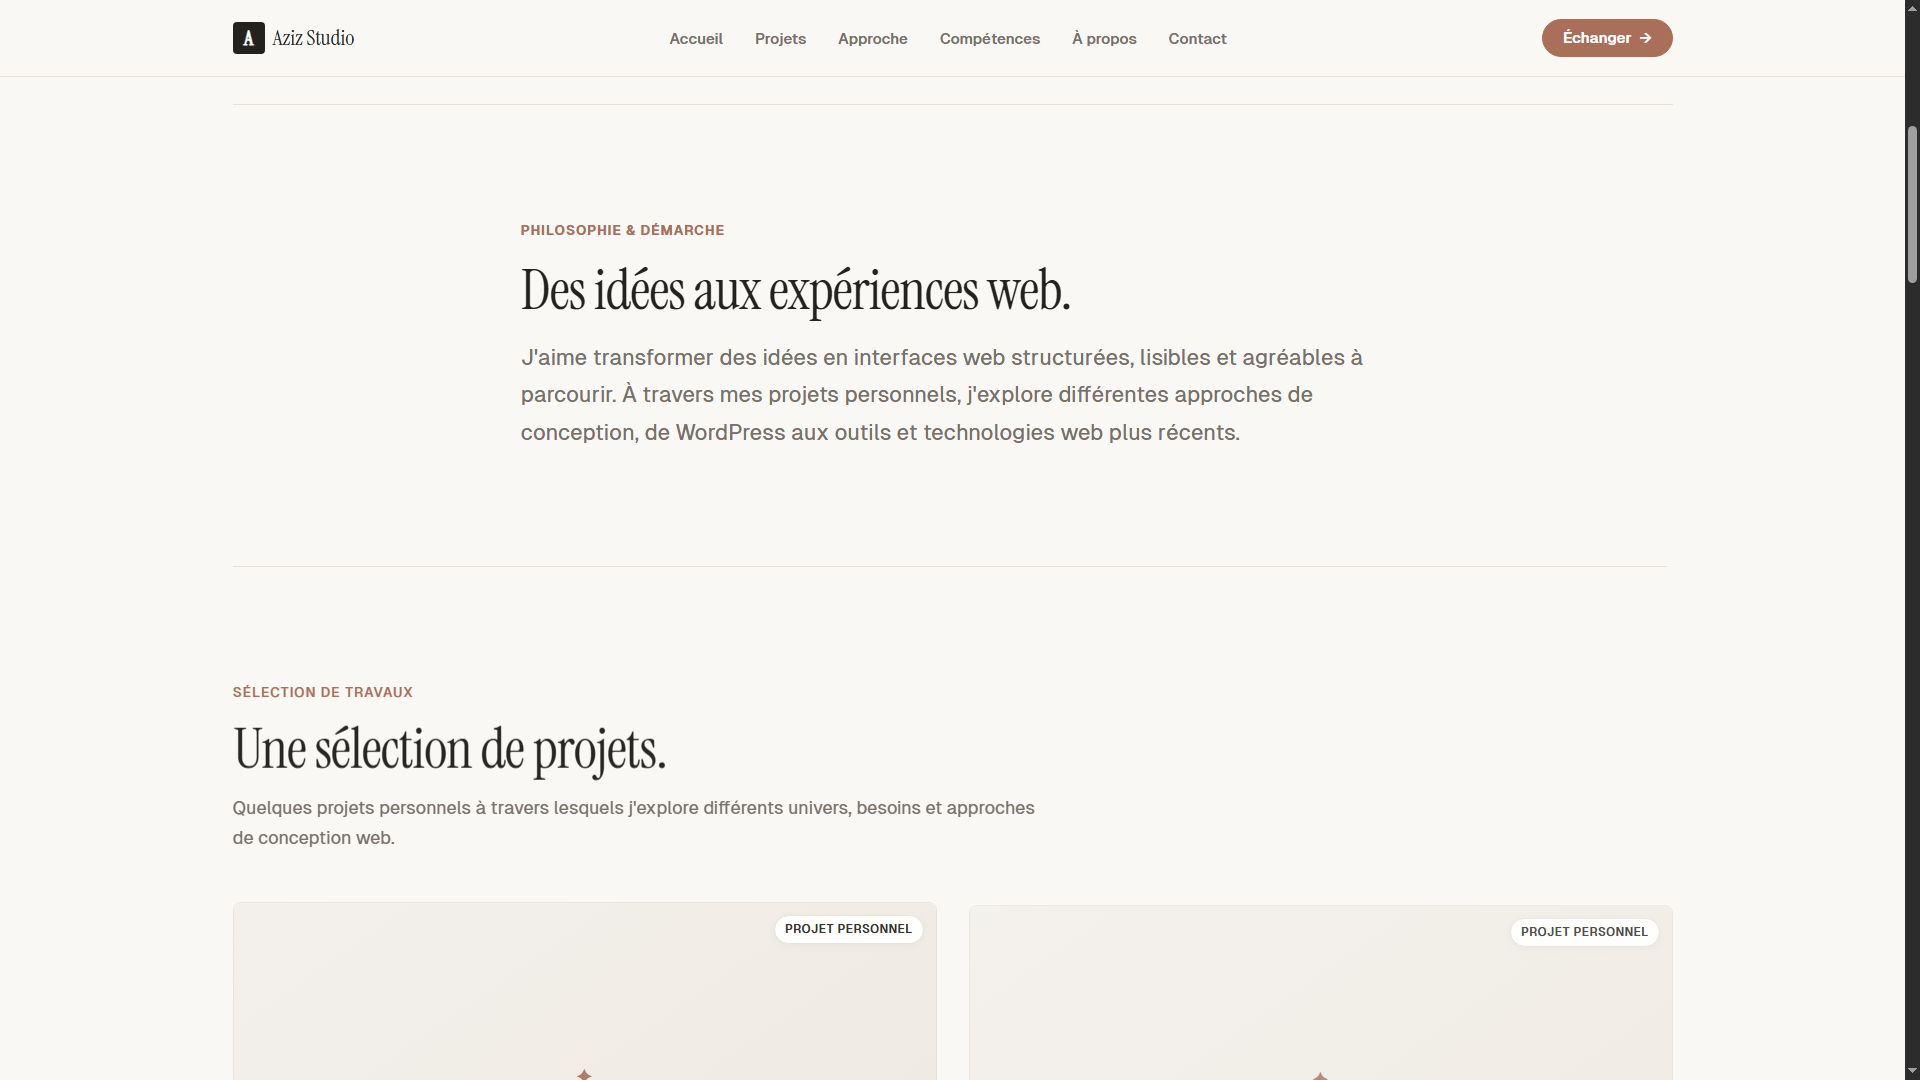 A Aziz Studio
Accueil Projets Approche Compétences À propos Contact
Échanger →
PHILOSOPHIE & DÉMARCHE
Des idées aux expériences web.
J'aime transformer des idées en interfaces web structurées, lisibles et agréables à
parcourir. À travers mes projets personnels, j'explore différentes approches de
conception, de WordPress aux outils et technologies web plus récents.
SÉLECTION DE TRAVAUX
Une sélection de projets.
Quelques projets personnels à travers lesquels j'explore différents univers, besoins et approches
de conception web.
PROJET PERSONNEL
PROJET PERSONNEL